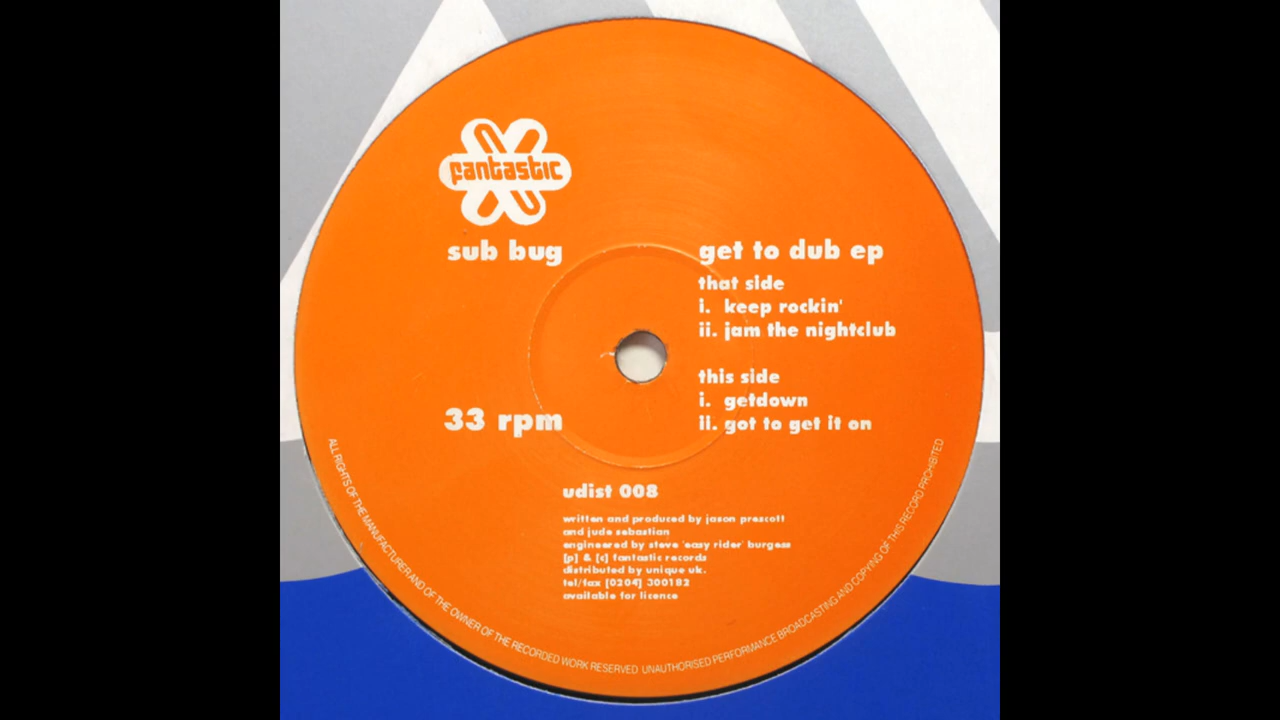 fantastic
sub bug
get to dub ep
that side
i. keep rockin'
ii. jam the nightclub
this side
i. getdown
ii. got to get it on
33 rpm
udist 008
written and produced by jason prescott
and jude sebastian
engineered by steve 'easy rider' burgess
[p] & [c] fantastic records
distributed by unique uk.
tel/fax [0204] 300182
available for licence
ALL RIGHTS OF THE MANUFACTURER AND OF THE OWNER OF THE RECORDED WORK RESERVED UNAUTHORISED PERFORMANCE BROADCASTING AND COPYING OF THIS RECORD PROHIBITED